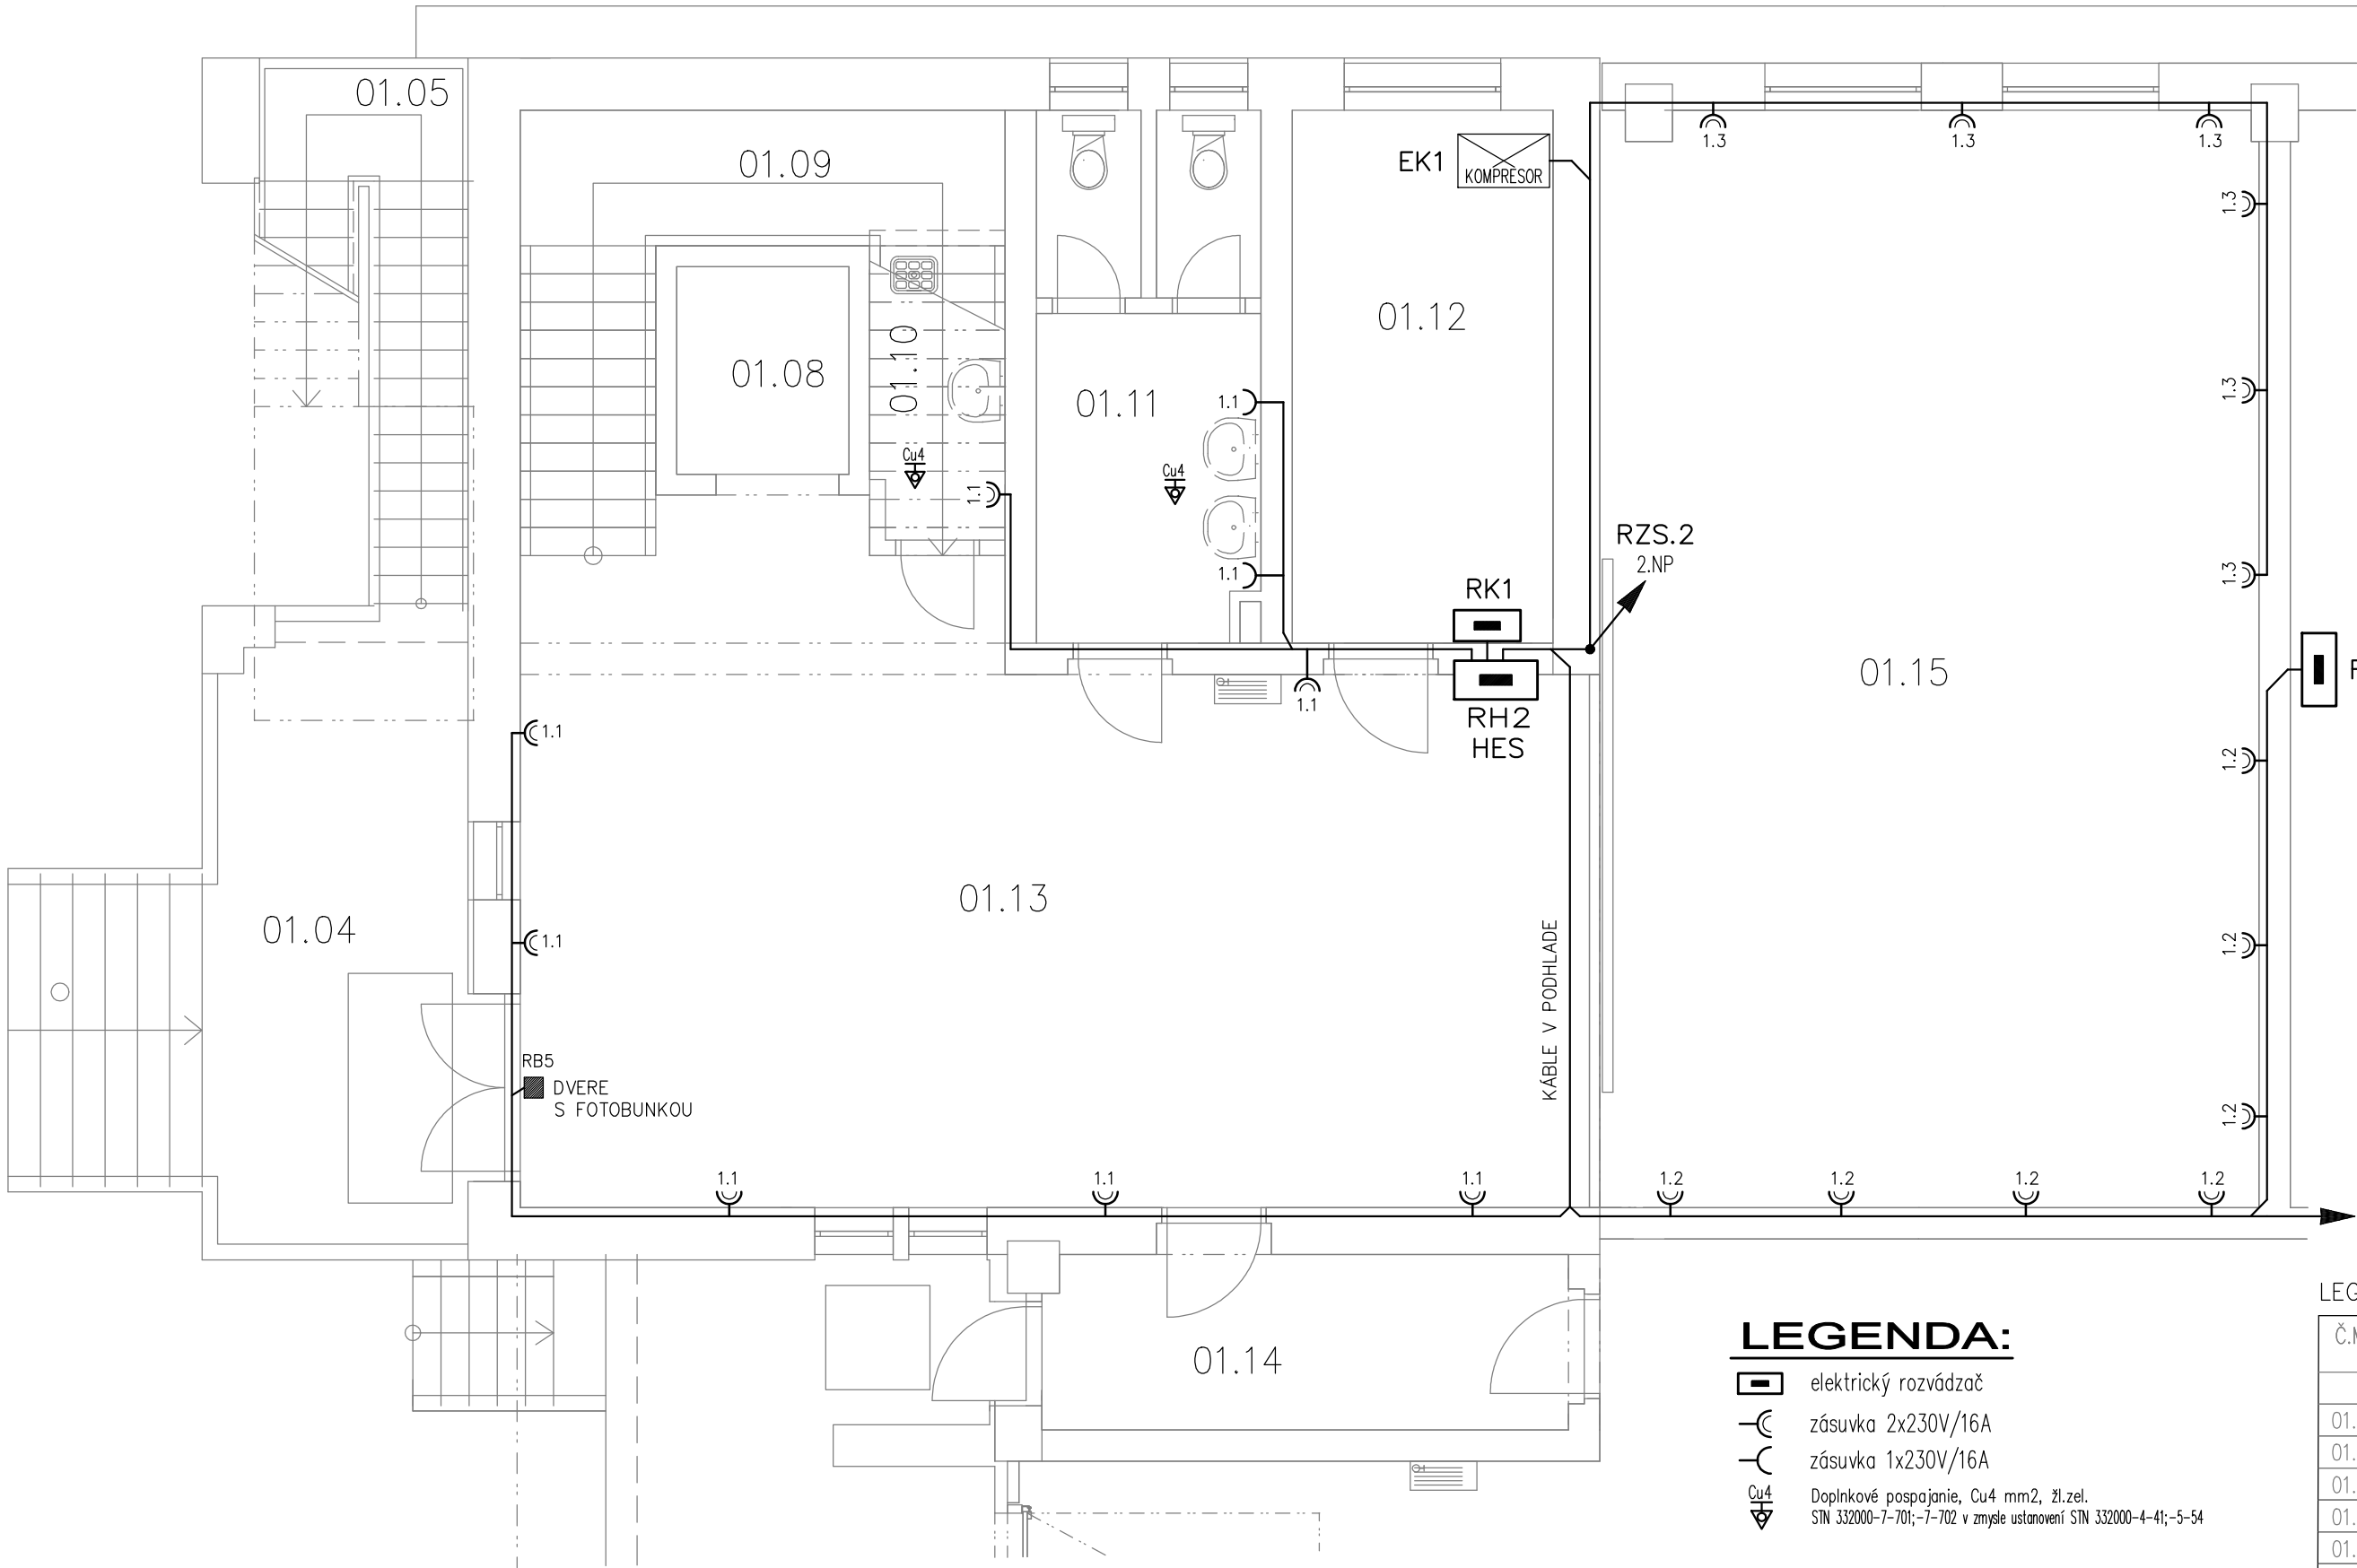 01.05
01.09
EK1
KOMPRESOR
1.3
1.3
1.3
1.3
1.3
1.3
01.12
01.08
01.10
01.11
1.1
Cu4
Cu4
1.1
1.1
RZS.2
2.NP
RK1
01.15
1.1
RH2
HES
1.1
1.2
01.13
01.04
1.1
1.2
KÁBLE V PODHLADE
RB5
DVERE
S FOTOBUNKOU
1.2
1.1
1.1
1.1
1.2
1.2
1.2
1.2
01.14
LEGENDA:
elektrický rozvádzač
zásuvka 2x230V/16A
zásuvka 1x230V/16A
Cu4
Doplnkové pospajanie, Cu4 mm2, žl.zel.
STN 332000-7-701;-7-702 v zmysle ustanovení STN 332000-4-41;-5-54
01.
01.
01.
01.
01.